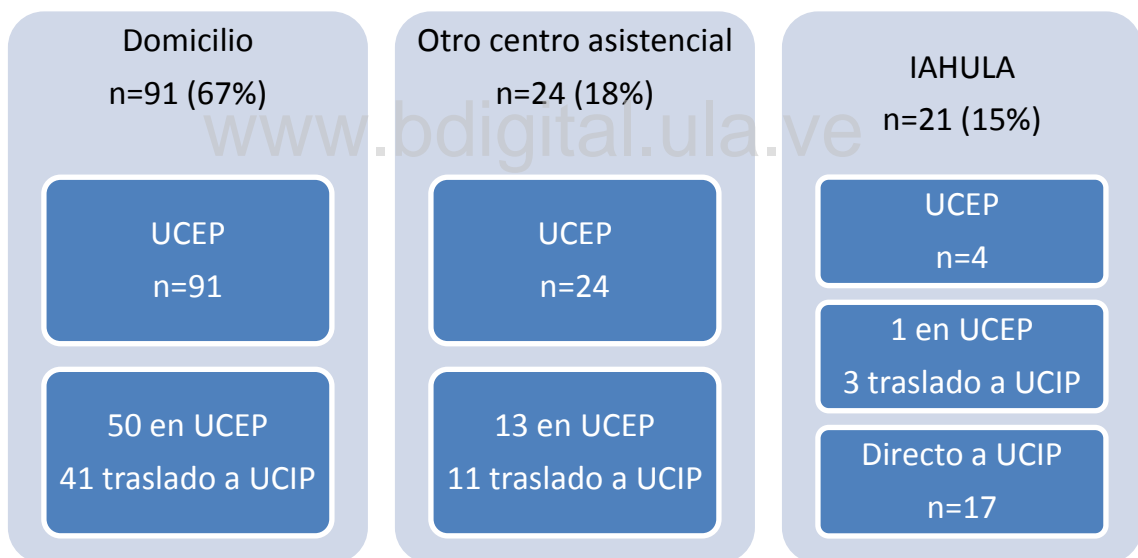 Domicilio
n=91 (67%)
UCEP
n=91
50 en UCEP
41 traslado a UCIP
Otro centro asistencial
n=24 (18%)
UCEP
n=24
13 en UCEP
11 traslado a UCIP
IAHULA
n=21 (15%)
UCEP
n=4
1 en UCEP
3 traslado a UCIP
Directo a UCIP
n=17
www.bdigital.ula.ve